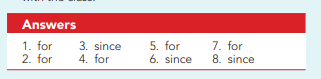 Answers
1. for 3. since 5. for 7. for
2. for 4. for 6. since 8. since